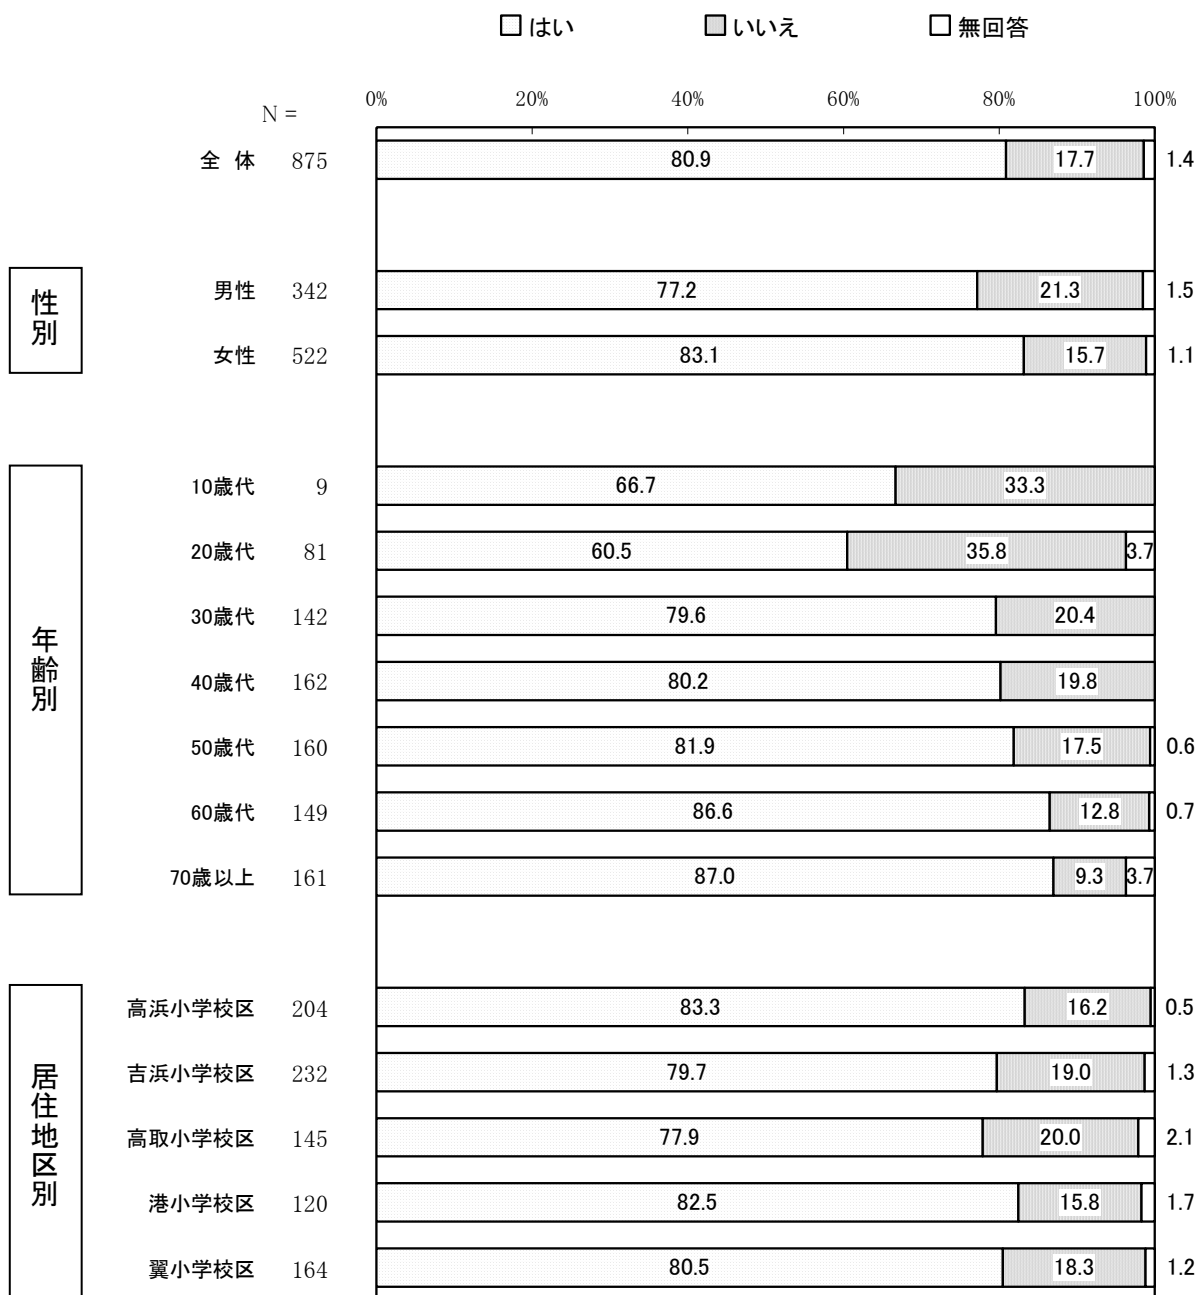 はい いいえ 無回答
N = 0% 20% 40% 60% 80% 100%
全 体 875 80.9 17.7 1.4
性別
男性 342 77.2 21.3 1.5
女性 522 83.1 15.7 1.1
年齢別
10歳代 9 66.7 33.3
20歳代 81 60.5 35.8 3.7
30歳代 142 79.6 20.4
40歳代 162 80.2 19.8
50歳代 160 81.9 17.5 0.6
60歳代 149 86.6 12.8 0.7
70歳以上 161 87.0 9.3 3.7
居住地区別
高浜小学校区 204 83.3 16.2 0.5
吉浜小学校区 232 79.7 19.0 1.3
高取小学校区 145 77.9 20.0 2.1
港小学校区 120 82.5 15.8 1.7
翼小学校区 164 80.5 18.3 1.2